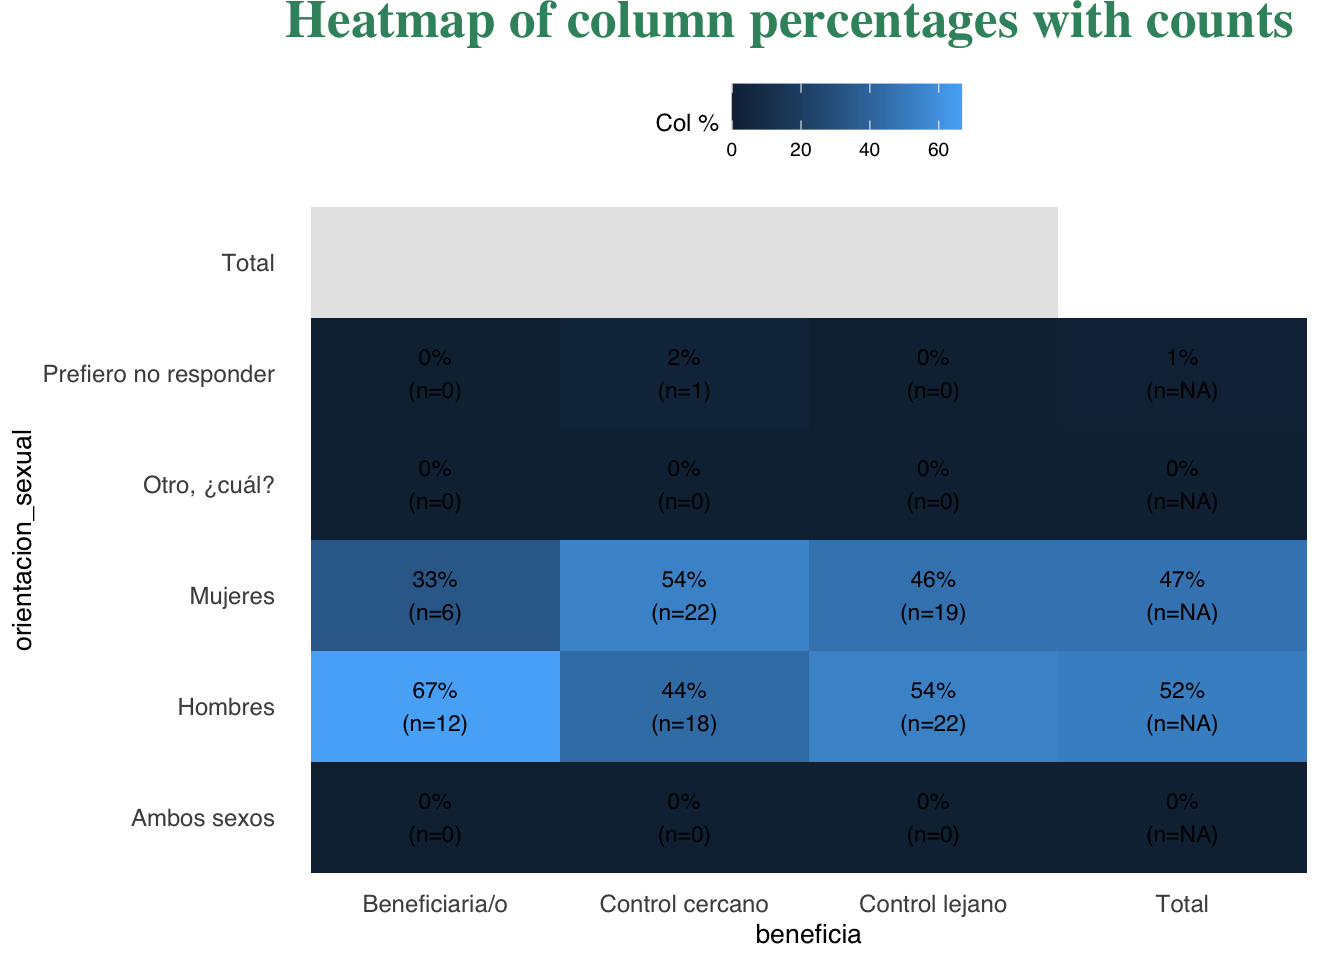 Heatmap of column percentages with counts
Col %
0 20 40 60
Total
Prefiero no responder
0% 2% 0% 1%
(n=0) (n=1) (n=0) (n=NA)
Otro, ¿cuál?
0% 0% 0% 0%
(n=0) (n=0) (n=0) (n=NA)
Mujeres
33% 54% 46% 47%
(n=6) (n=22) (n=19) (n=NA)
Hombres
67% 44% 54% 52%
(n=12) (n=18) (n=22) (n=NA)
Ambos sexos
0% 0% 0% 0%
(n=0) (n=0) (n=0) (n=NA)
orientacion_sexual
Beneficiaria/o Control cercano Control lejano Total
beneficia